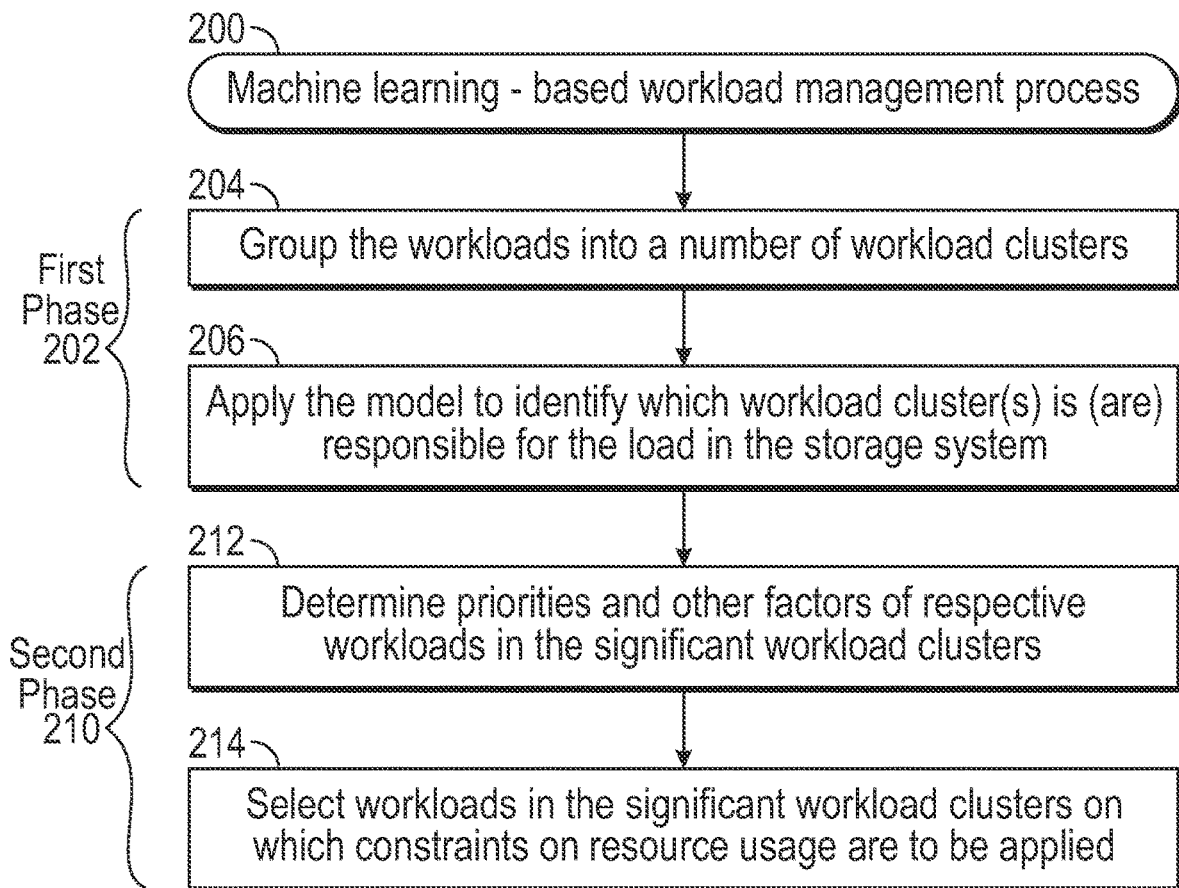 200
Machine learning - based workload management process
204
Group the workloads into a number of workload clusters
First
Phase
202
206
Apply the model to identify which workload cluster(s) is (are)
responsible for the load in the storage system
212
Determine priorities and other factors of respective
workloads in the significant workload clusters
Second
Phase
210
214
Select workloads in the significant workload clusters on
which constraints on resource usage are to be applied